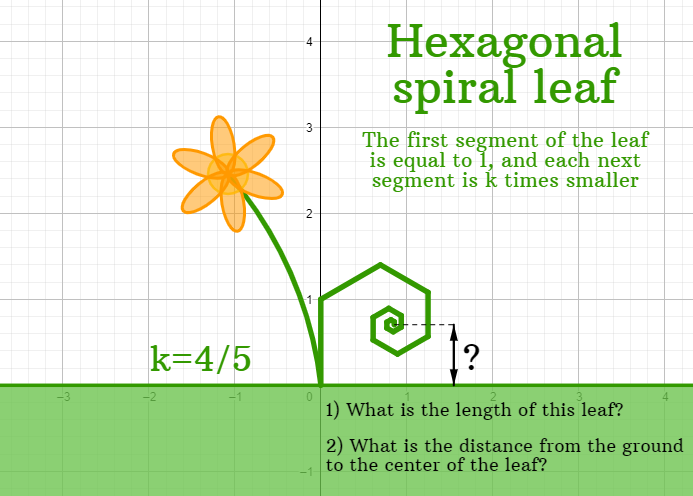 Hexagonal
spiral leaf
The first segment of the leaf
is equal to 1, and each next
segment is k times smaller
4
3
2
1
k=4/5
?
−3
−2
−1
0
1
2
3
4
1) What is the length of this leaf?
2) What is the distance from the ground
to the center of the leaf?
−1